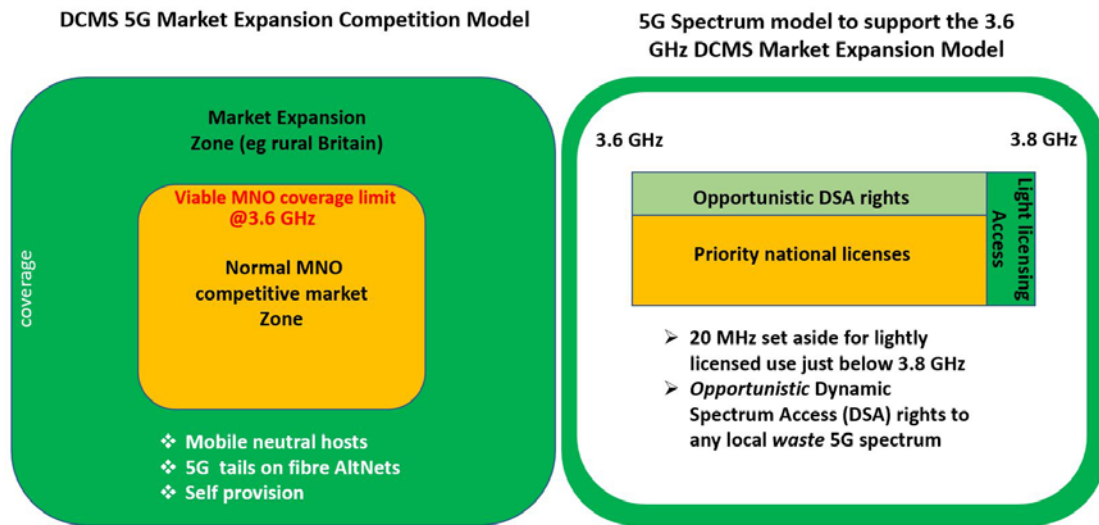 DCMS 5G Market Expansion Competition Model
Market Expansion
Zone (eg rural Britain)
Viable MNO coverage limit
@3.6 GHz
Normal MNO
competitive market
Zone
coverage
❖ Mobile neutral hosts
❖ 5G tails on fibre AltNets
❖ Self provision
5G Spectrum model to support the 3.6
GHz DCMS Market Expansion Model
3.6 GHz
3.8 GHz
Opportunistic DSA rights
Priority national licenses
Light licensing
Access
➢ 20 MHz set aside for lightly
licensed use just below 3.8 GHz
➢ Opportunistic Dynamic
Spectrum Access (DSA) rights to
any local waste 5G spectrum